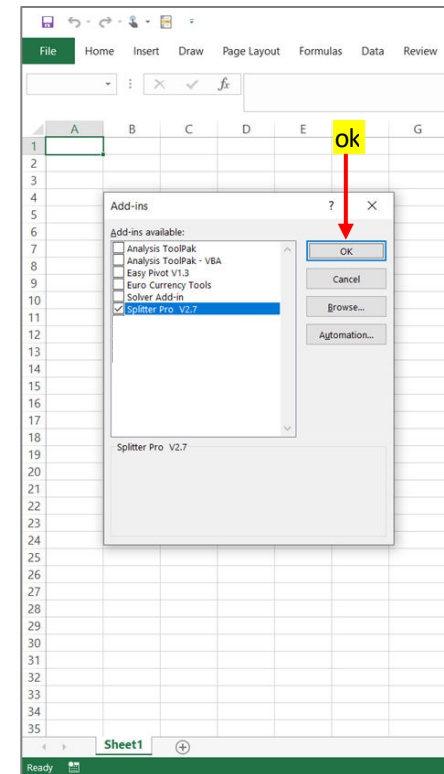 File Home Insert Draw Page Layout Formulas Data Review
fx
A B C D E G
ok
1
2
3
4
Add-ins ? ×
5
6
Add-ins available:
7
Analysis ToolPak
OK
Analysis ToolPak - VBA
8
Easy Pivot V1.3
9
Euro Currency Tools
Cancel
10
Solver Add-in
Splitter Pro V2.7
Browse...
11
12
Automation...
13
14
15
16
17
18
Splitter Pro V2.7
19
20
21
22
23
24
25
26
27
28
29
30
31
32
33
34
35
Sheet1
Ready